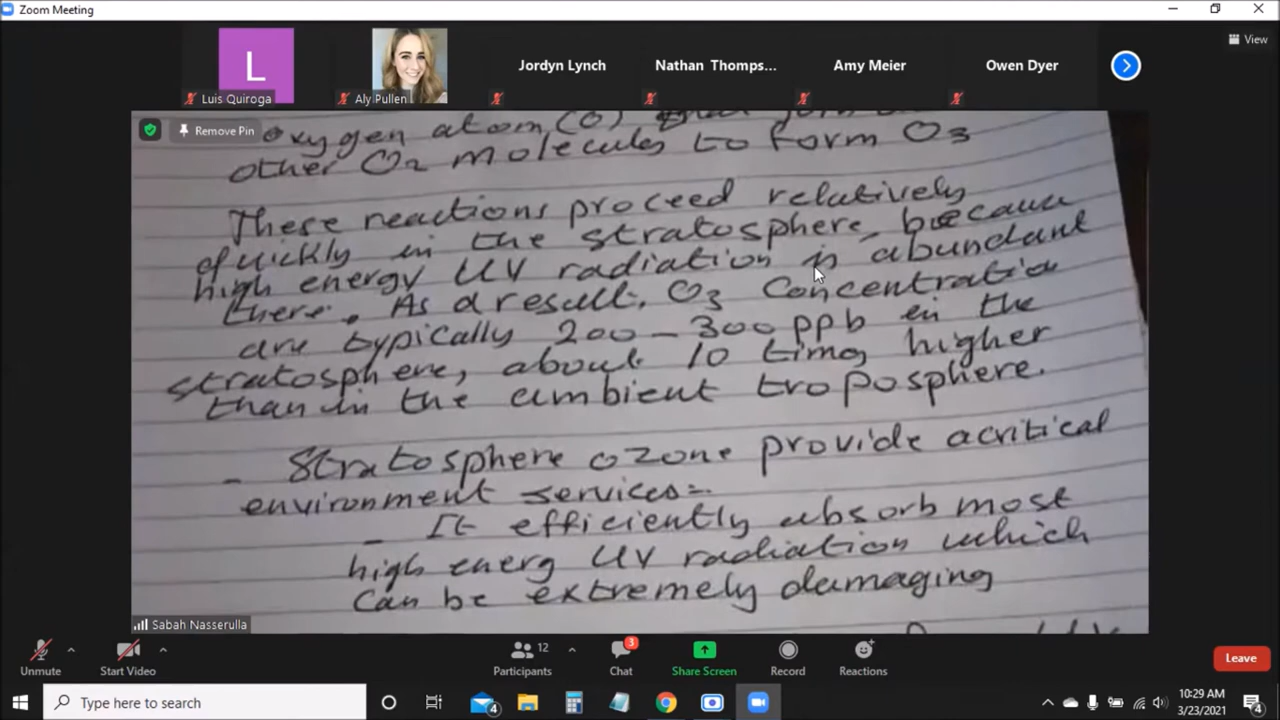 Zoom Meeting
View
L
Luis Quiroga
Aly Pullen
Jordyn Lynch
Nathan Thomps...
Amy Meier
Owen Dyer
Remove Pin
oxygen atom (O)
other O2 molecules to form O3
These reactions proceed relatively
quickly in the stratosphere, because
high energy UV radiation is abundant
there. As a result, O3 Concentration
are typically 200-300 ppb in the
stratosphere, about 10 times higher
than in the ambient troposphere.
- Stratosphere ozone provide a critical
environment services:-
- It efficiently absorb most
high energy UV radiation which
Can be extremely damaging
Sabah Nasserulla
Unmute
Start Video
12
Participants
3
Chat
Share Screen
Record
Reactions
Leave
Type here to search
4
10:29 AM
3/23/2021
4